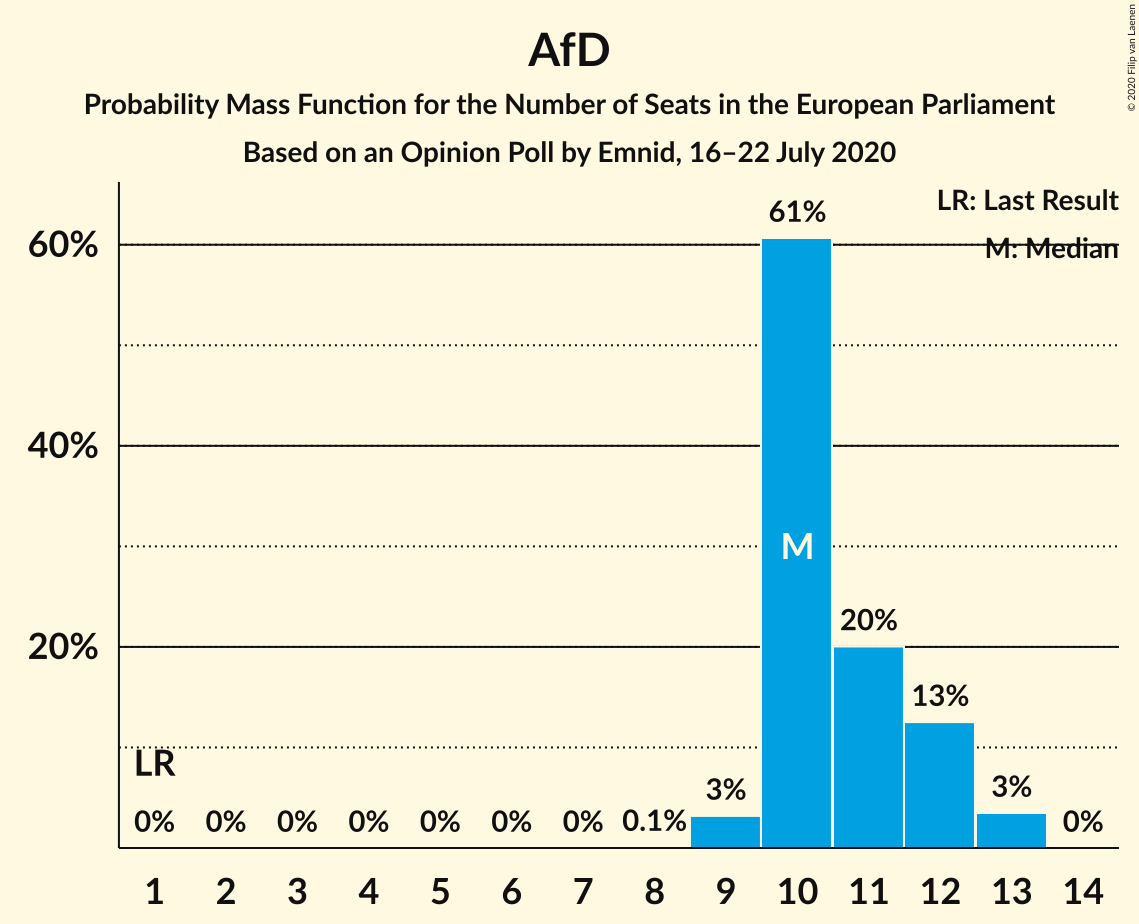 AfD
Probability Mass Function for the Number of Seats in the European Parliament
Based on an Opinion Poll by Emnid, 16–22 July 2020
© 2020 Filip van Laenen
LR: Last Result
M: Median
60%
40%
20%
61%
M
20%
13%
LR
3%
3%
0% 0% 0% 0% 0% 0% 0% 0.1% 0%
1 2 3 4 5 6 7 8 9 10 11 12 13 14